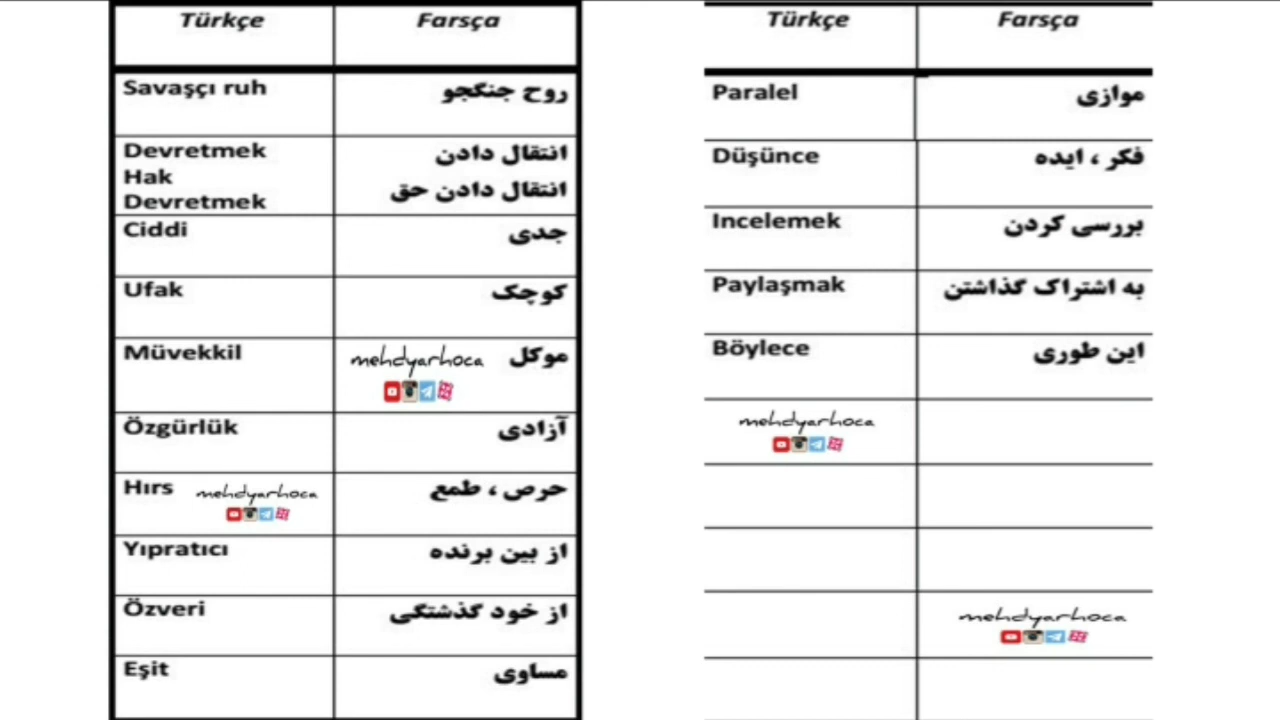 Türkçe Farsça
Savaşçı ruh روح جنگجو
Devretmek انتقال دادن
Hak
Devretmek انتقال دادن حق
Ciddi جدی
Ufak کوچک
Müvekkil موکل
mehdyarhoca
Özgürlük آزادی
Hırs حرص ، طمع
mehdyarhoca
Yıpratıcı از بین برنده
Özveri از خود گذشتگی
Eşit مساوی
Türkçe Farsça
Paralel موازی
Düşünce فکر ، ایده
Incelemek بررسی کردن
Paylaşmak به اشتراک گذاشتن
Böylece این طوری
mehdyarhoca
mehdyarhoca